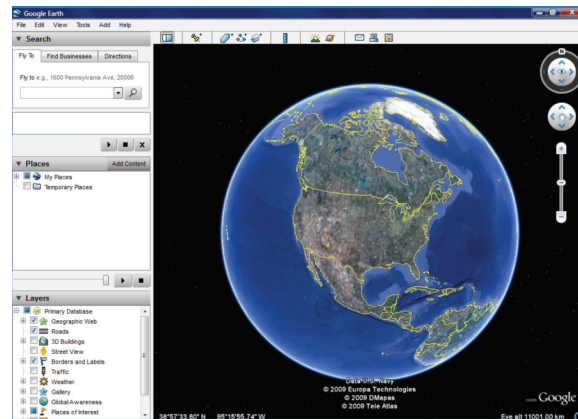 Google Earth
File Edit View Tools Add Help
Search
Fly To Find Businesses Directions
Fly to e.g., 1600 Pennsylvania Ave, 20006
Places Add Content
My Places
Temporary Places
Layers
Primary Database
Geographic Web
Roads
3D Buildings
Street View
Borders and Labels
Traffic
Weather
Gallery
Global Awareness
Places of Interest
N
Data U.S. Navy
© 2009 Europa Technologies
© 2009 DMapas
© 2009 Tele Atlas
Google
38°57'33.80" N 95°15'55.74" W Eye alt 11001.00 km